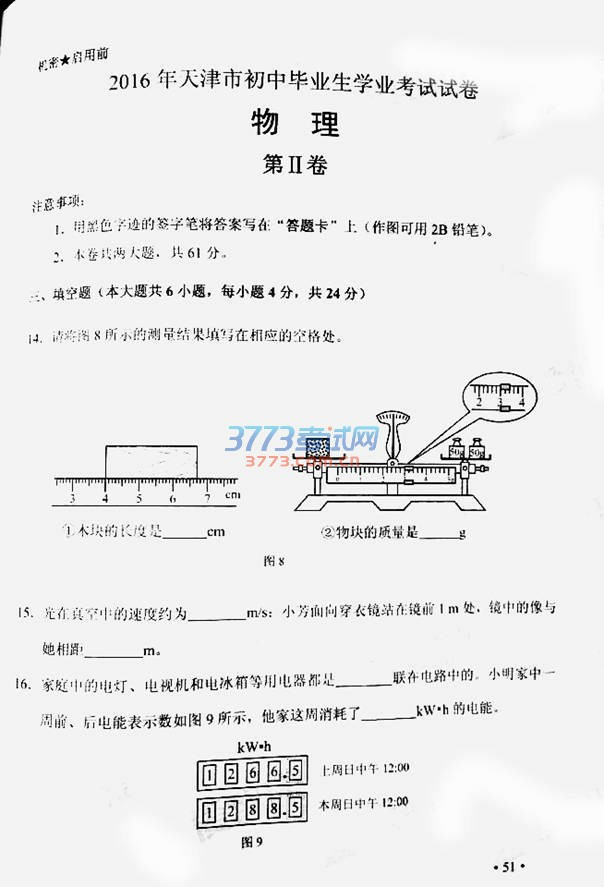 机密★启用前
2016 年天津市初中毕业生学业考试试卷
物 理
第Ⅱ卷
注意事项:
1. 用黑色字迹的签字笔将答案写在“答题卡”上(作图可用 2B 铅笔)。
2. 本卷共两大题,共 61 分。
三、填空题(本大题共 6 小题,每小题 4 分,共 24 分)
14. 请将图 8 所示的测量结果填写在相应的空格处。
2 3 4
3773考试网
3773.com.cn
50g 50g
3 4 5 6 7 cm
0 1 2 3 4 5 g
①木块的长度是______cm
②物块的质量是______g
图 8
15. 光在真空中的速度约为________m/s;小芳面向穿衣镜站在镜前 1 m 处,镜中的像与
她相距________m。
16. 家庭中的电灯、电视机和电冰箱等用电器都是________联在电路中的。小明家中一
周前、后电能表示数如图 9 所示,他家这周消耗了________kW•h 的电能。
kW•h
1 2 6 6.5 上周日中午 12:00
1 2 8 8.5 本周日中午 12:00
图 9
• 51 •